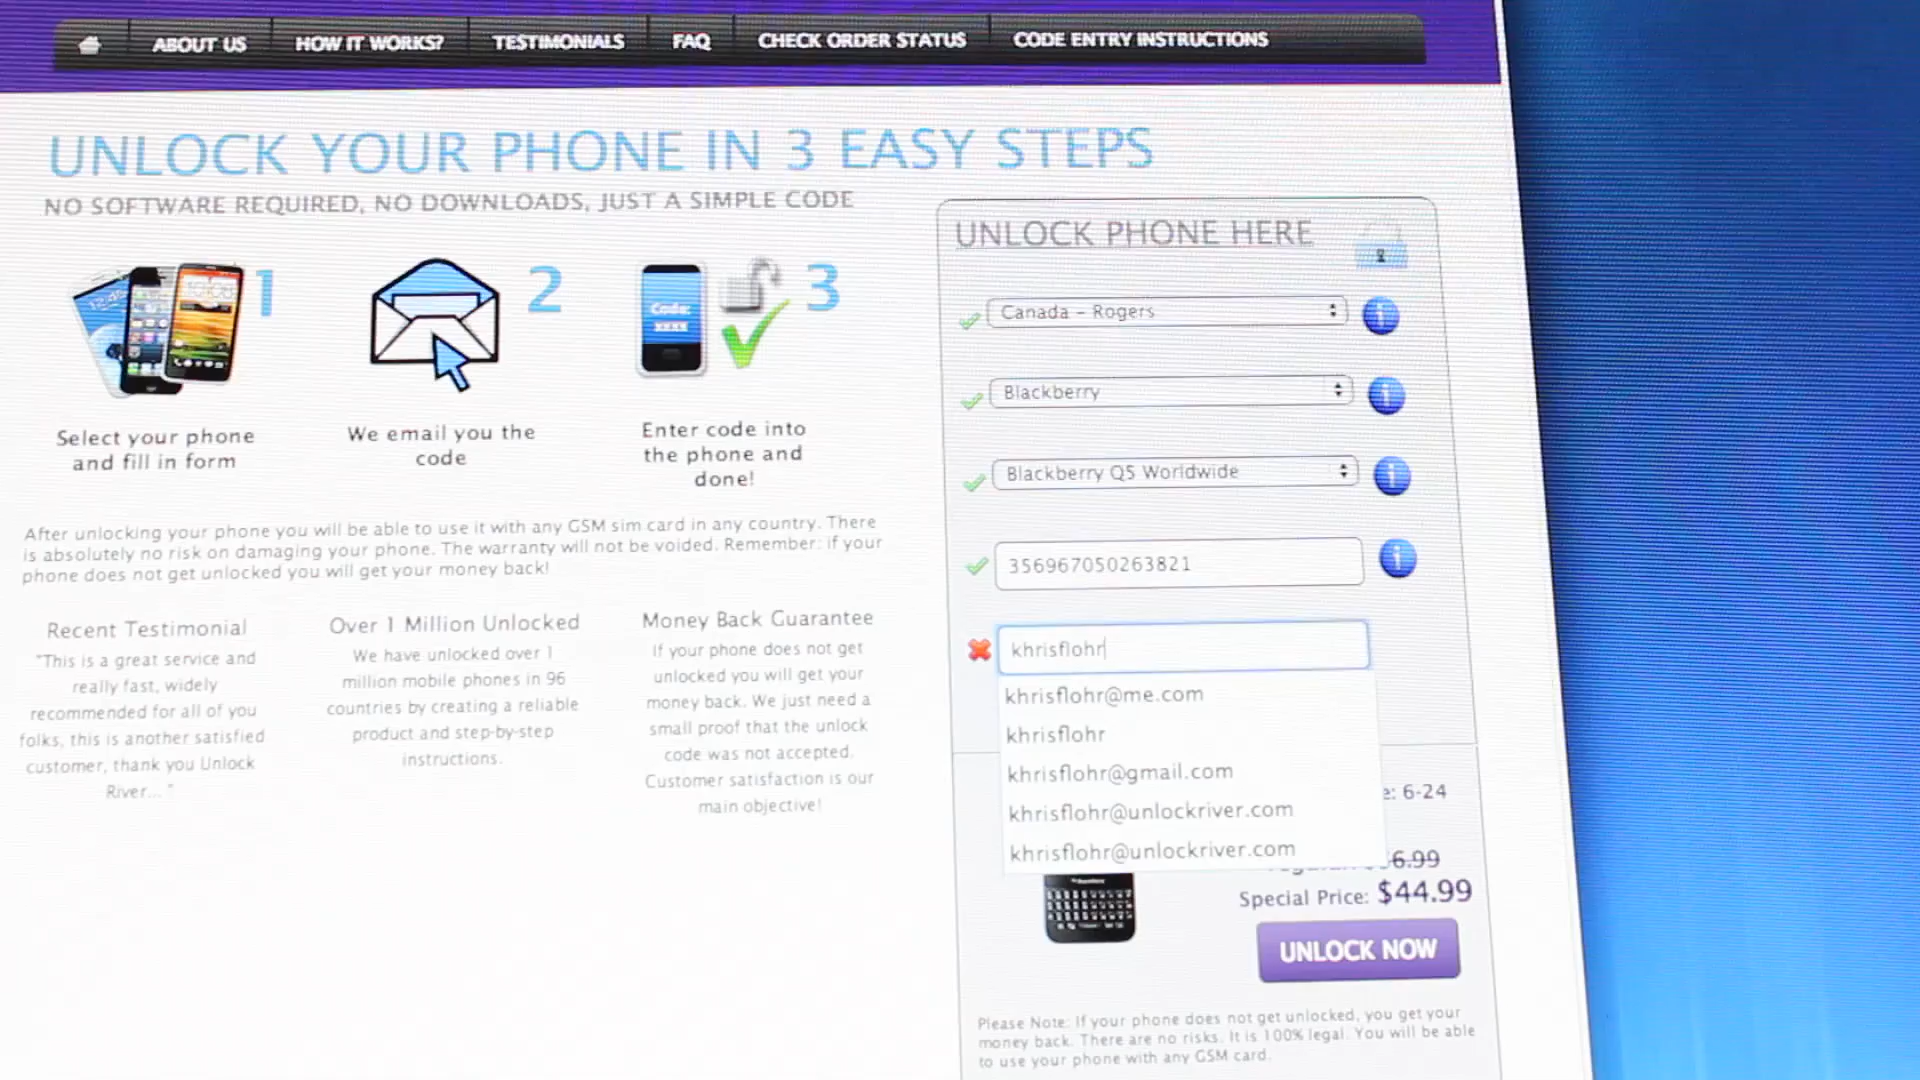 ABOUT US
HOW IT WORKS?
TESTIMONIALS
FAQ
CHECK ORDER STATUS
CODE ENTRY INSTRUCTIONS
UNLOCK YOUR PHONE IN 3 EASY STEPS
NO SOFTWARE REQUIRED, NO DOWNLOADS, JUST A SIMPLE CODE
1
2
Code:
XXXX
3
Select your phone
and fill in form
We email you the
code
Enter code into
the phone and
done!
After unlocking your phone you will be able to use it with any GSM sim card in any country. There
is absolutely no risk on damaging your phone. The warranty will not be voided. Remember: if your
phone does not get unlocked you will get your money back!
Recent Testimonial
"This is a great service and
really fast, widely
recommended for all of you
folks, this is another satisfied
customer, thank you Unlock
River... "
Over 1 Million Unlocked
We have unlocked over 1
million mobile phones in 96
countries by creating a reliable
product and step-by-step
instructions.
Money Back Guarantee
If your phone does not get
unlocked you will get your
money back. We just need a
small proof that the unlock
code was not accepted.
Customer satisfaction is our
main objective!
UNLOCK PHONE HERE
Canada - Rogers
Blackberry
Blackberry Q5 Worldwide
356967050263821
khrisflohr
khrisflohr@me.com
khrisflohr
khrisflohr@gmail.com
khrisflohr@unlockriver.com
khrisflohr@unlockriver.com
e: 6-24
6.99
Special Price: $44.99
UNLOCK NOW
Please Note: If your phone does not get unlocked, you get your
money back. There are no risks. It is 100% legal. You will be able
to use your phone with any GSM card.